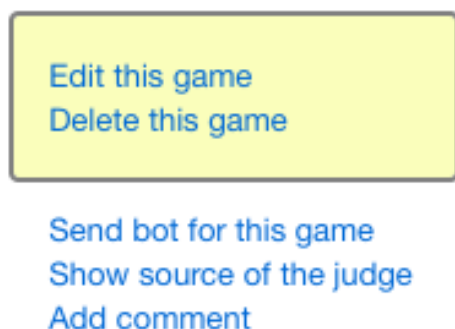 Edit this game
Delete this game
Send bot for this game
Show source of the judge
Add comment